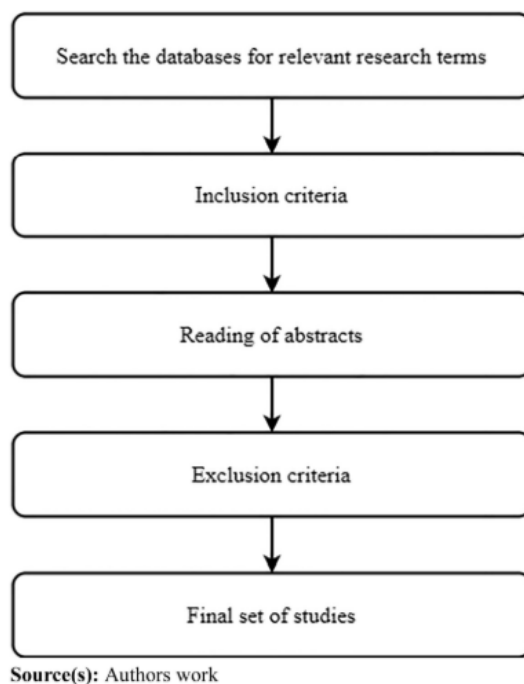 Search the databases for relevant research terms
Inclusion criteria
Reading of abstracts
Exclusion criteria
Final set of studies
Source(s): Authors work